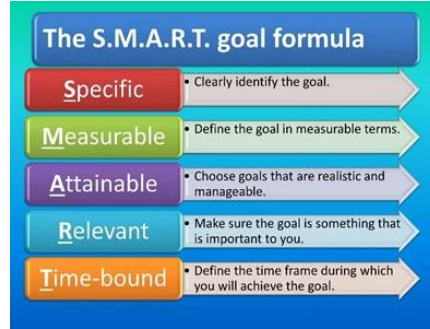 The S.M.A.R.T. goal formula
Specific
• Clearly identify the goal.
Measurable
• Define the goal in measurable terms.
Attainable
• Choose goals that are realistic and
manageable.
Relevant
• Make sure the goal is something that
is important to you.
Time-bound
• Define the time frame during which
you will achieve the goal.